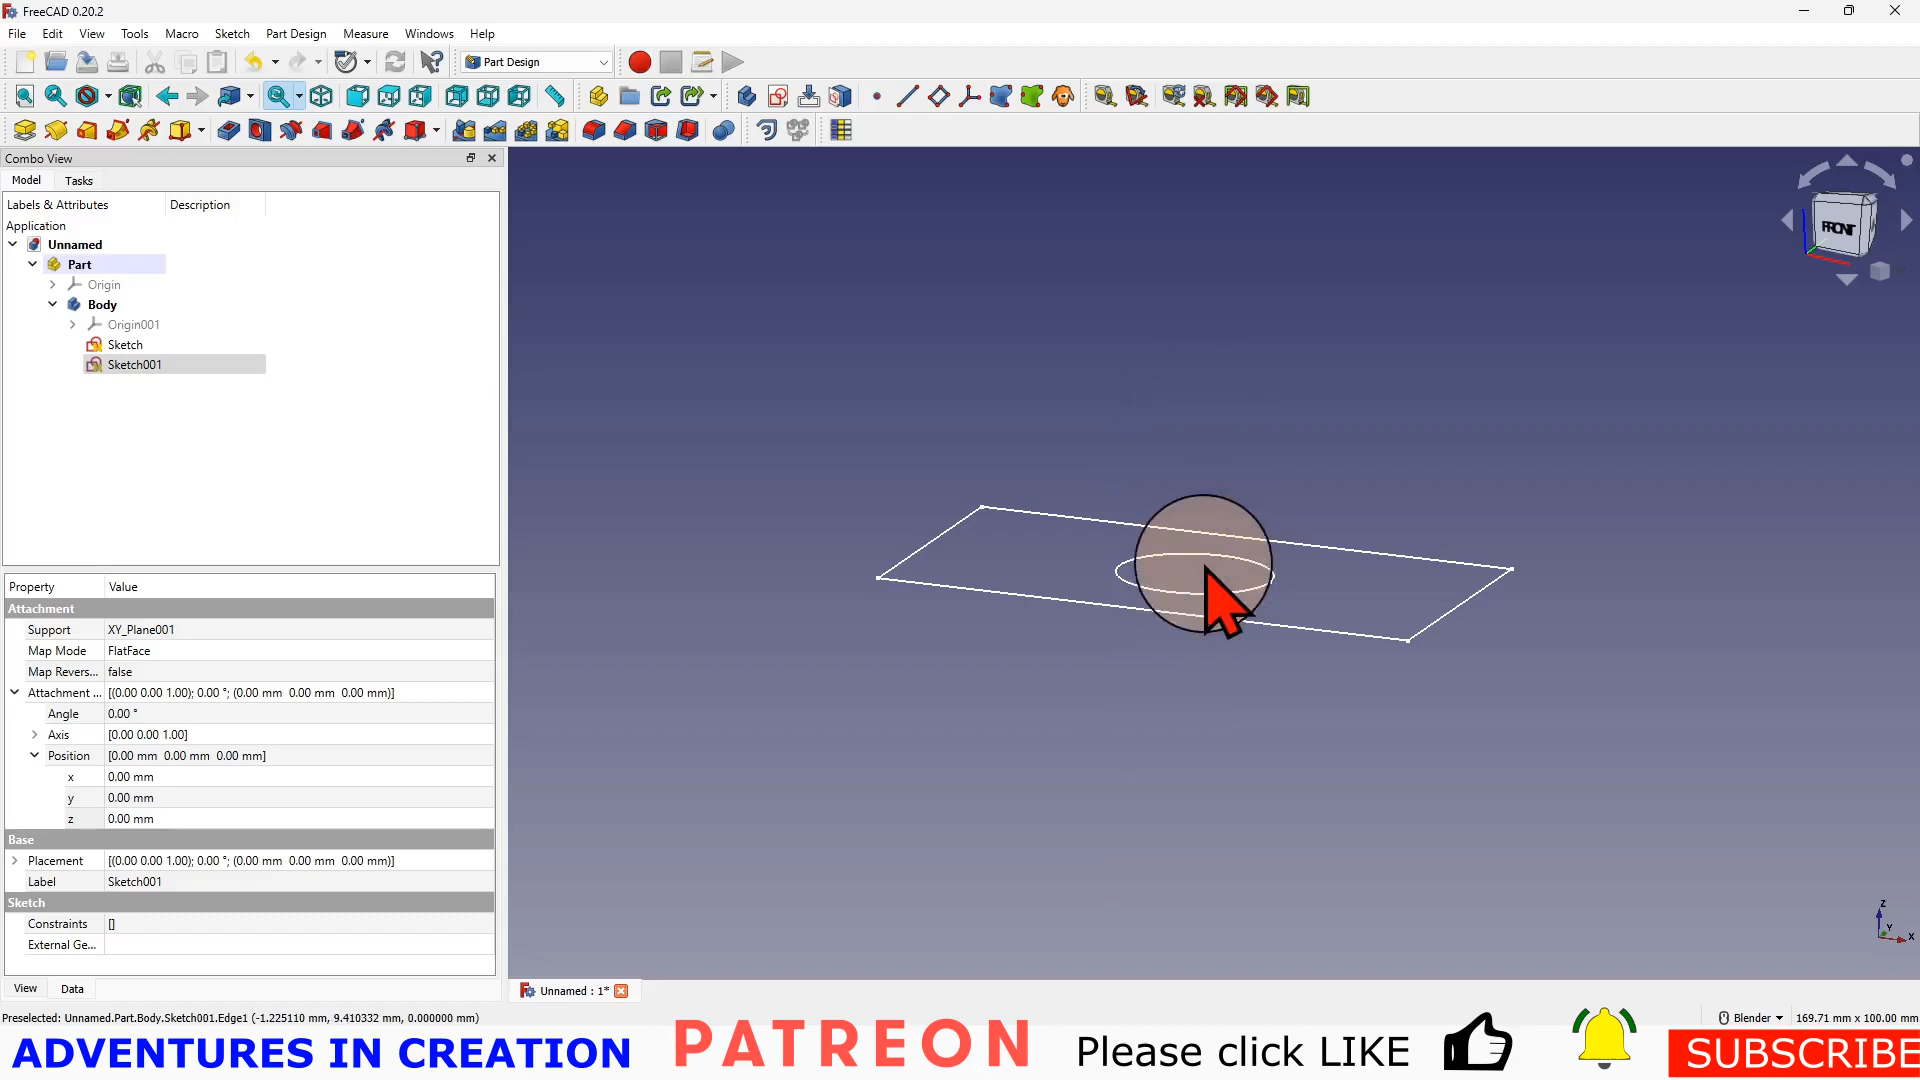 FreeCAD 0.20.2
File Edit View Tools Macro Sketch Part Design Measure Windows Help
Part Design
Combo View
Model Tasks
Labels & Attributes Description
Application
Unnamed
Part
Origin
Body
Origin001
Sketch
Sketch001
FRONT
Property Value
Attachment
Support XY_Plane001
Map Mode FlatFace
Map Revers... false
Attachment ... [(0.00 0.00 1.00); 0.00 °; (0.00 mm 0.00 mm 0.00 mm)]
Angle 0.00 °
Axis [0.00 0.00 1.00]
Position [0.00 mm 0.00 mm 0.00 mm]
x 0.00 mm
y 0.00 mm
z 0.00 mm
Base
Placement [(0.00 0.00 1.00); 0.00 °; (0.00 mm 0.00 mm 0.00 mm)]
Label Sketch001
Sketch
Constraints []
External Ge...
Z
Y
X
View Data
Unnamed : 1*
Preselected: Unnamed.Part.Body.Sketch001.Edge1 (-1.225110 mm, 9.410332 mm, 0.000000 mm)
Blender 169.71 mm x 100.00 mm
ADVENTURES IN CREATION PATREON Please click LIKE SUBSCRIBE